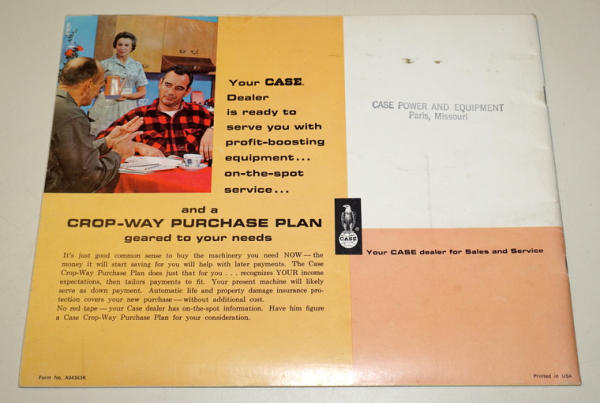 Your CASE.
Dealer
is ready to
serve you with
profit-boosting
equipment...
on-the-spot
service...
and a
CROP-WAY PURCHASE PLAN
geared to your needs
It's just good common sense to buy the machinery you need NOW — the
money it will start saving for you will help with later payments. The Case
Crop-Way Purchase Plan does just that for you . . . recognizes YOUR income
expectations, then tailors payments to fit. Your present machine will likely
serve as down payment. Automatic life and property damage insurance pro-
tection covers your new purchase — without additional cost.
No red tape — your Case dealer has on-the-spot information. Have him figure
a Case Crop-Way Purchase Plan for your consideration.
Form No. A94363R
CASE POWER AND EQUIPMENT
Paris, Missouri
CASE
Your CASE dealer for Sales and Service
Printed in USA